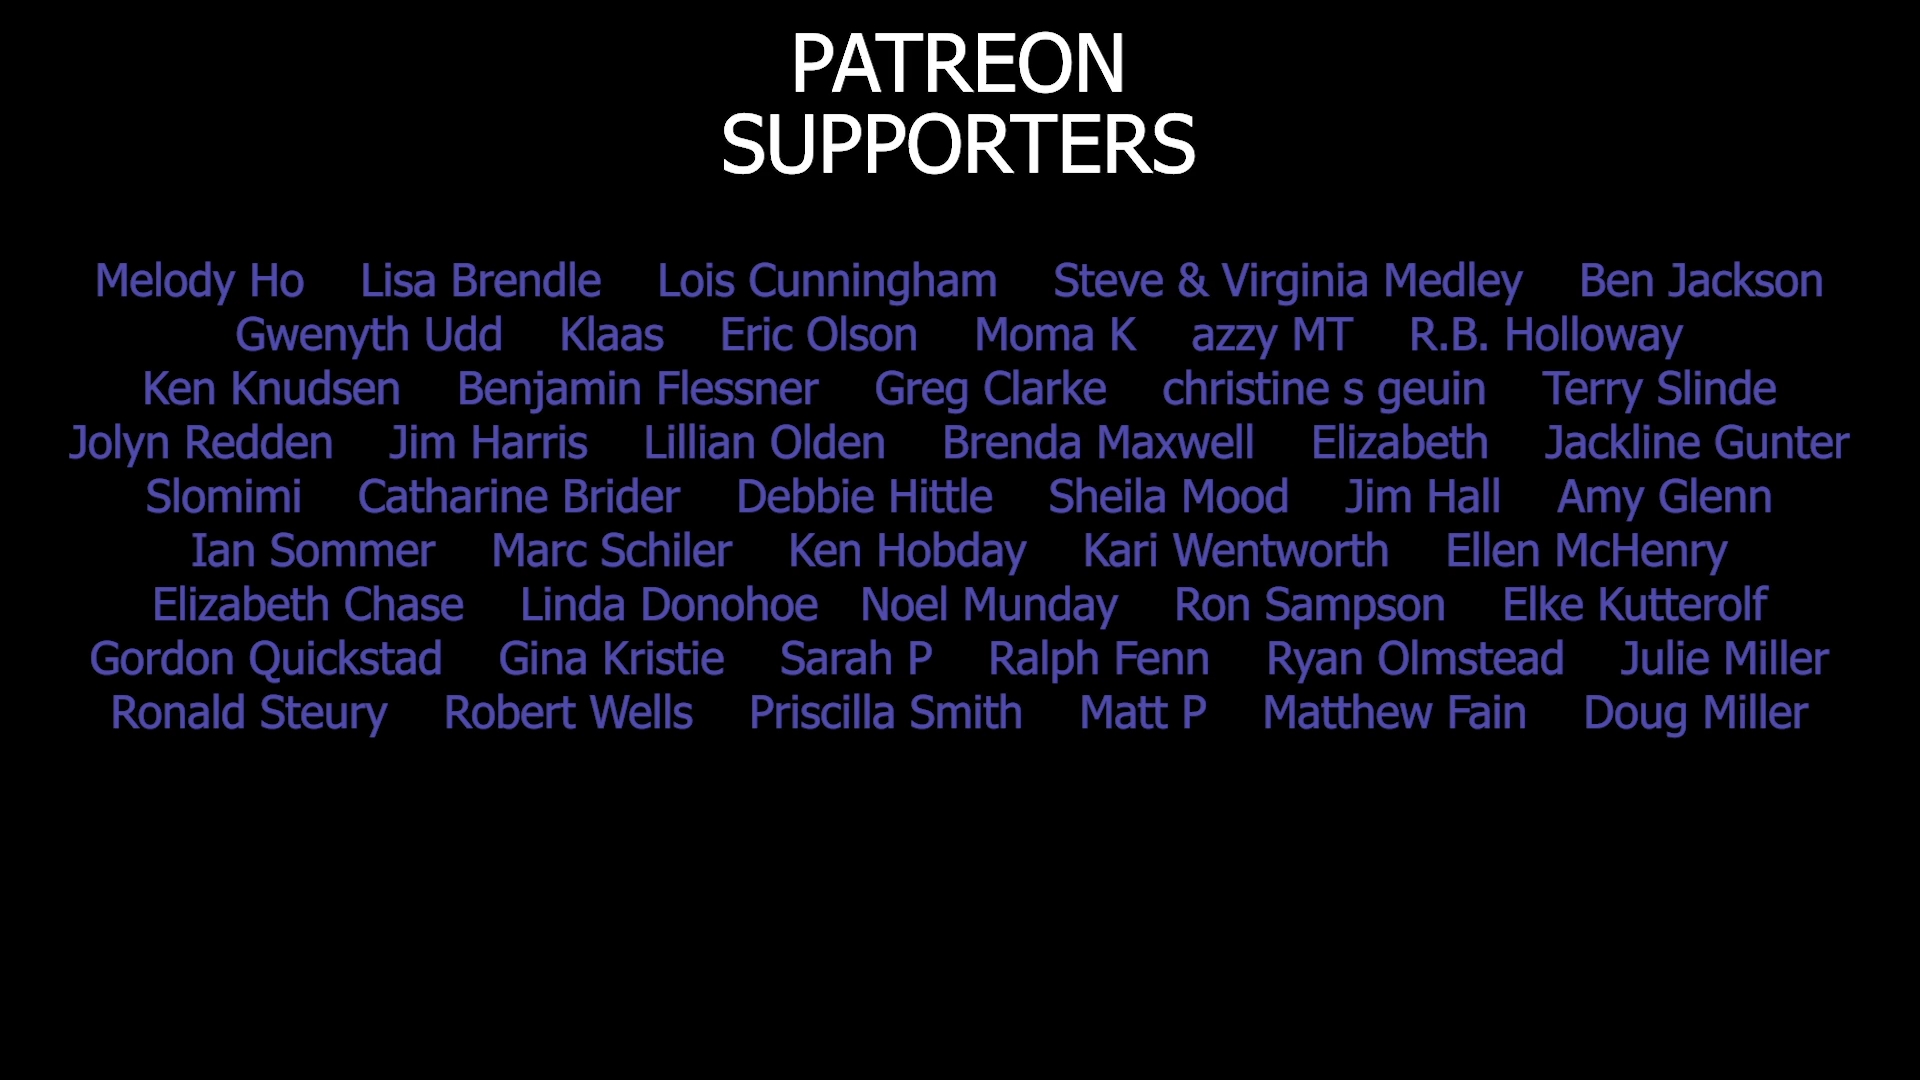 PATREON
SUPPORTERS
Melody Ho Lisa Brendle Lois Cunningham Steve & Virginia Medley Ben Jackson
Gwenyth Udd Klaas Eric Olson Moma K azzy MT R.B. Holloway
Ken Knudsen Benjamin Flessner Greg Clarke christine s geuin Terry Slinde
Jolyn Redden Jim Harris Lillian Olden Brenda Maxwell Elizabeth Jackline Gunter
Slomimi Catharine Brider Debbie Hittle Sheila Mood Jim Hall Amy Glenn
Ian Sommer Marc Schiler Ken Hobday Kari Wentworth Ellen McHenry
Elizabeth Chase Linda Donohoe Noel Munday Ron Sampson Elke Kutterolf
Gordon Quickstad Gina Kristie Sarah P Ralph Fenn Ryan Olmstead Julie Miller
Ronald Steury Robert Wells Priscilla Smith Matt P Matthew Fain Doug Miller